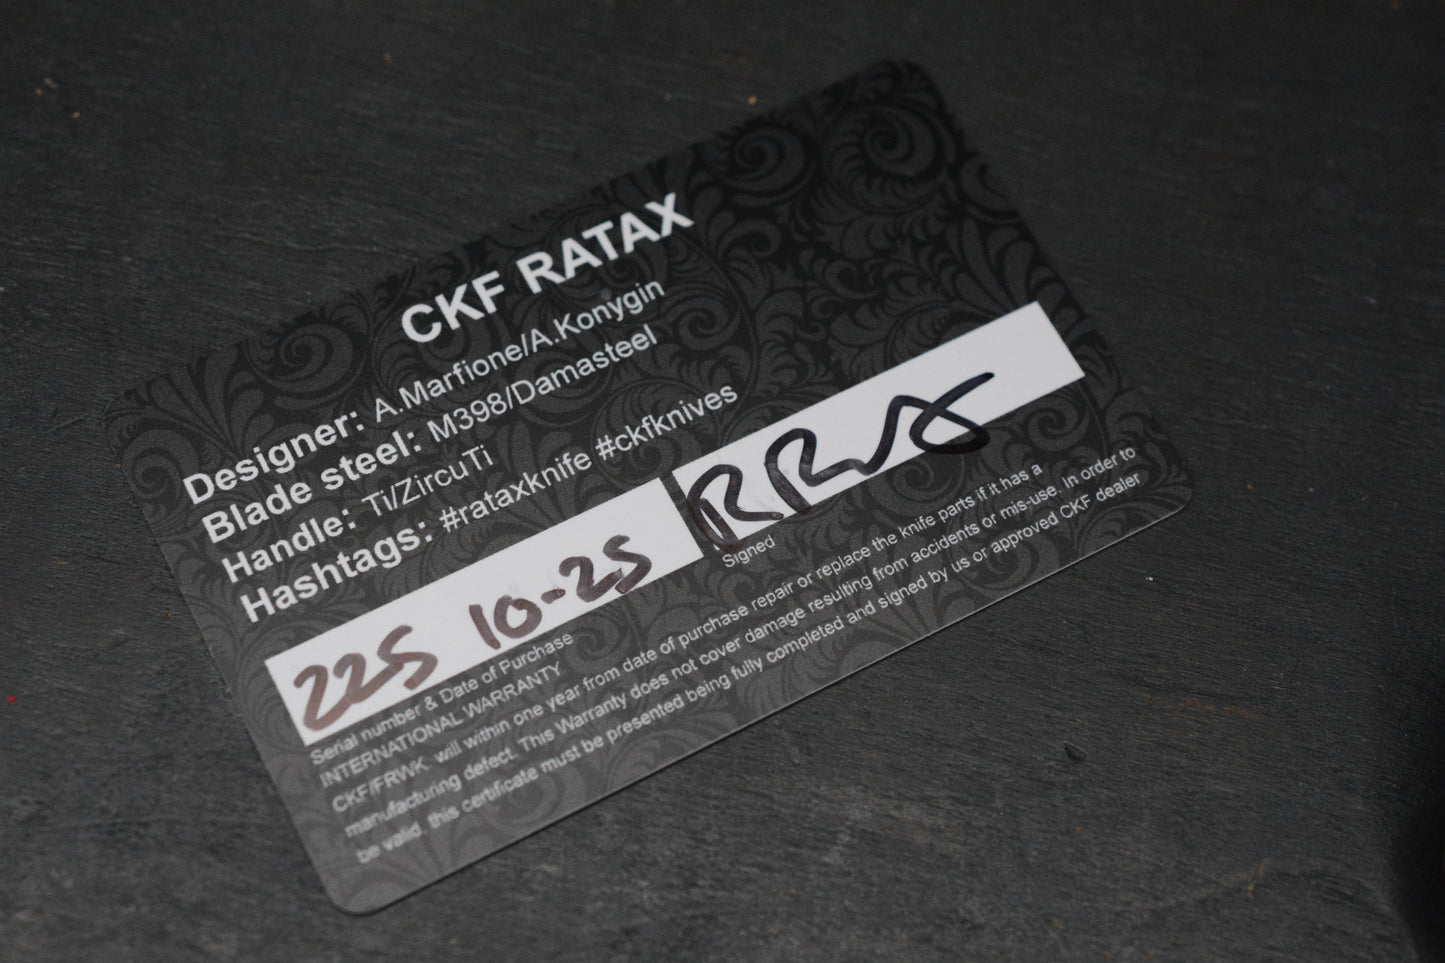 CKF RATAX
Designer: A.Marfione/A.Konygin
Blade steel: M398/Damasteel
Handle: Ti/ZircuTi
Hashtags: #rataxknife #ckfknives
225 10-25
Serial number & Date of Purchase
Signed
INTERNATIONAL WARRANTY
CKF/FRWK will within one year from date of purchase repair or replace the knife parts if it has a
manufacturing defect. This Warranty does not cover damage resulting from accidents or mis-use. In order to
be valid, this certificate must be presented being fully completed and signed by us or approved CKF dealer